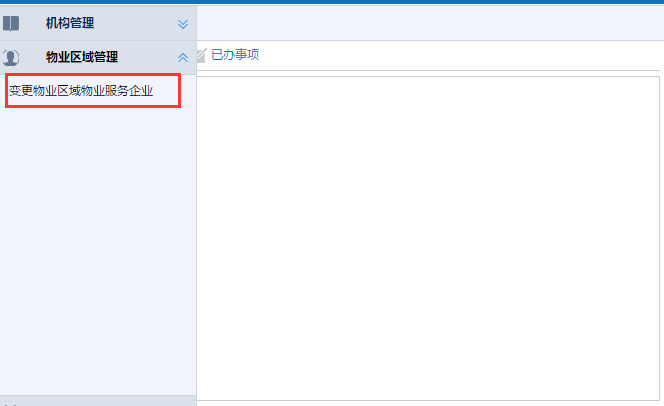 机构管理
物业区域管理
已办事项
变更物业区域物业服务企业